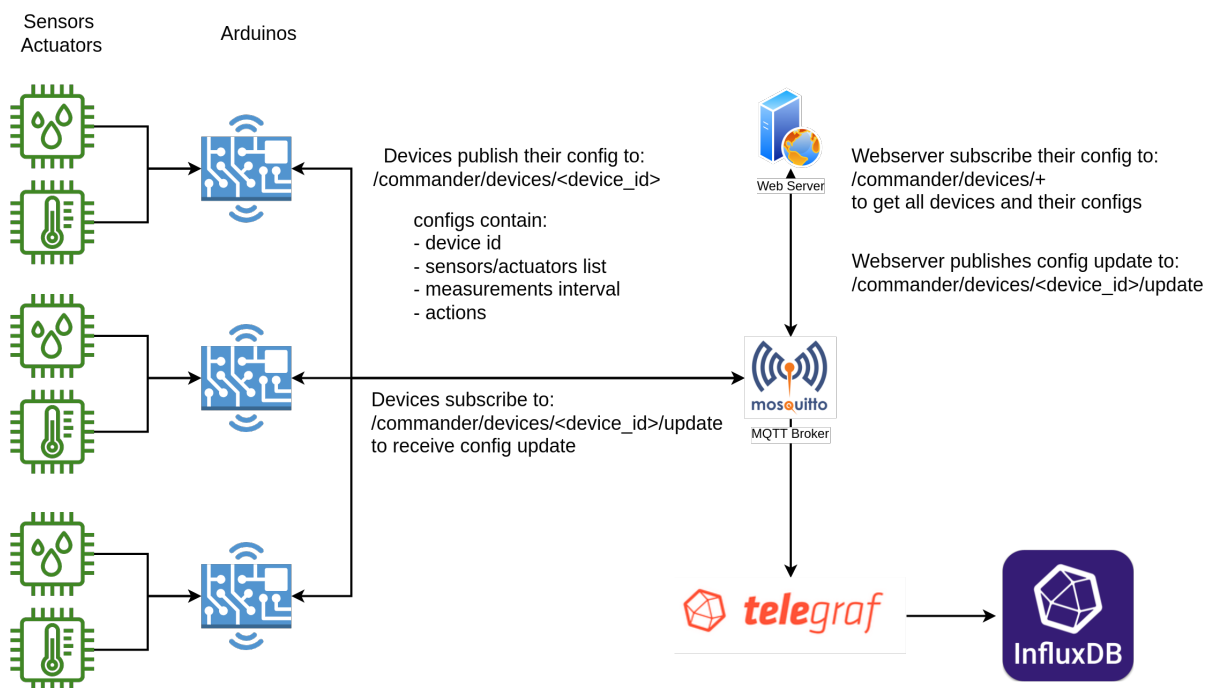 Sensors
Actuators
Arduinos
Devices publish their config to:
/commander/devices/<device_id>
configs contain:
- device id
- sensors/actuators list
- measurements interval
- actions
Web Server
Webserver subscribe their config to:
/commander/devices/+
to get all devices and their configs
Webserver publishes config update to:
/commander/devices/<device_id>/update
Devices subscribe to:
/commander/devices/<device_id>/update
to receive config update
mosquitto
MQTT Broker
telegraf
InfluxDB